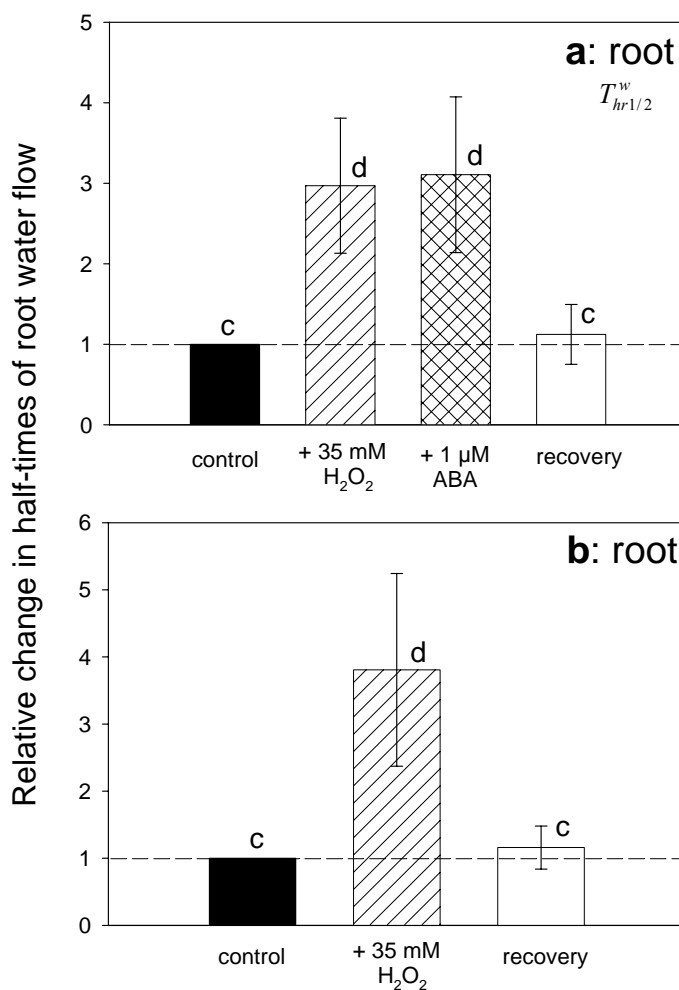 Relative change in half-times of root water flow
a: root
T^w_{hr1/2}
5
4
3
2
1
0
c
d
d
c
control
+ 35 mM
H₂O₂
+ 1 µM
ABA
recovery
b: root
6
5
4
3
2
1
0
c
d
c
control
+ 35 mM
H₂O₂
recovery